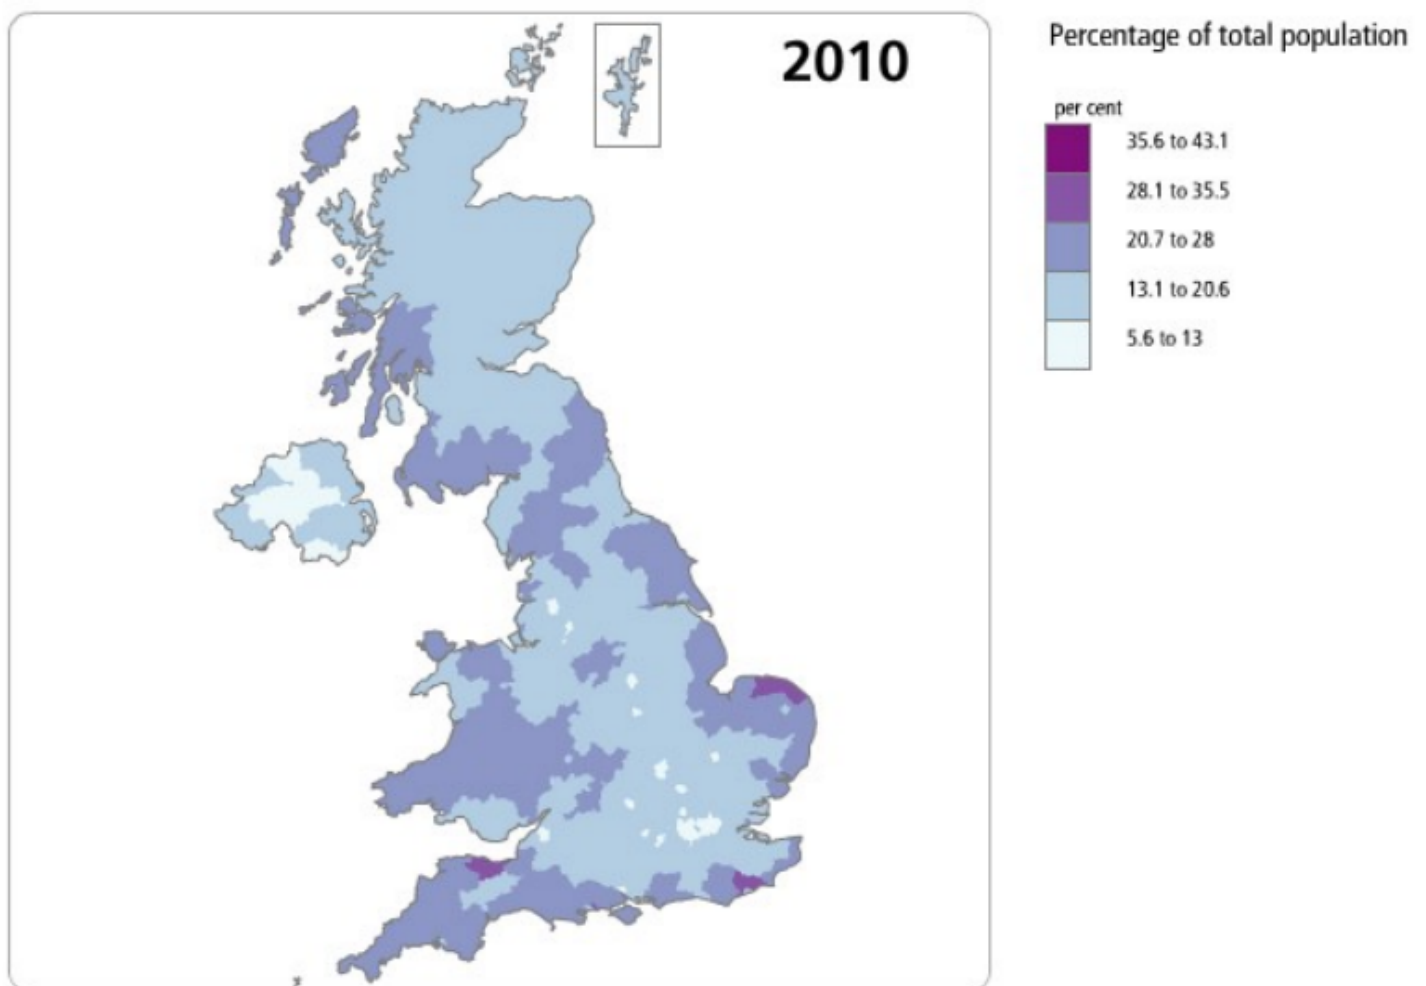 2010
Percentage of total population
per cent
35.6 to 43.1
28.1 to 35.5
20.7 to 28
13.1 to 20.6
5.6 to 13